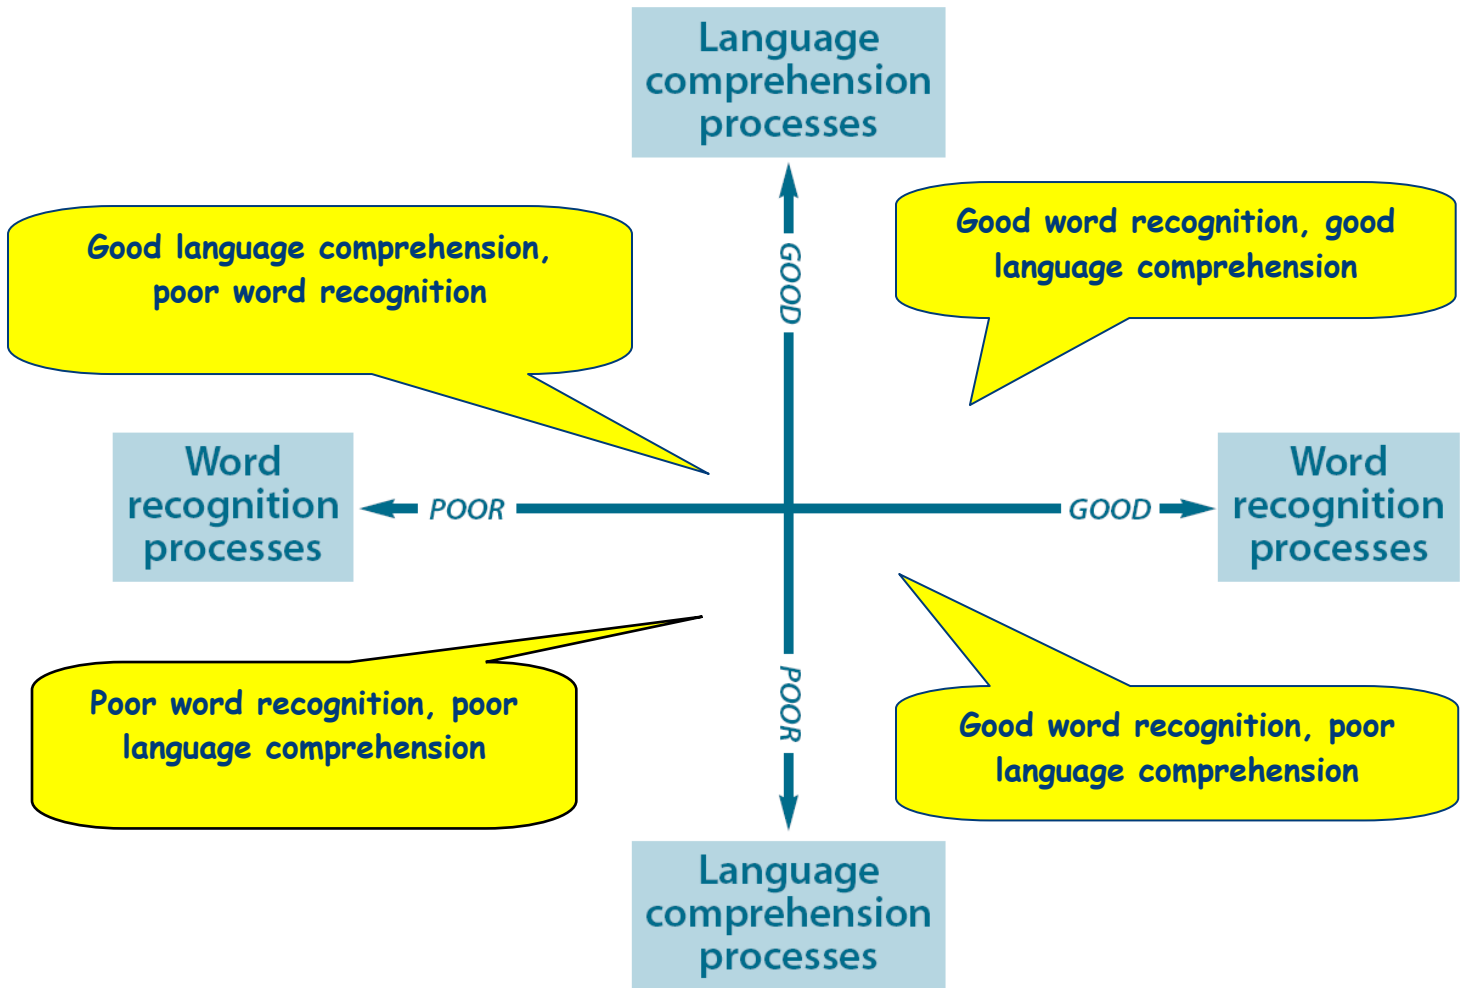 Language
comprehension
processes
GOOD
Good language comprehension,
poor word recognition
Good word recognition, good
language comprehension
Word
recognition
processes
POOR
GOOD
Word
recognition
processes
POOR
Poor word recognition, poor
language comprehension
Good word recognition, poor
language comprehension
Language
comprehension
processes